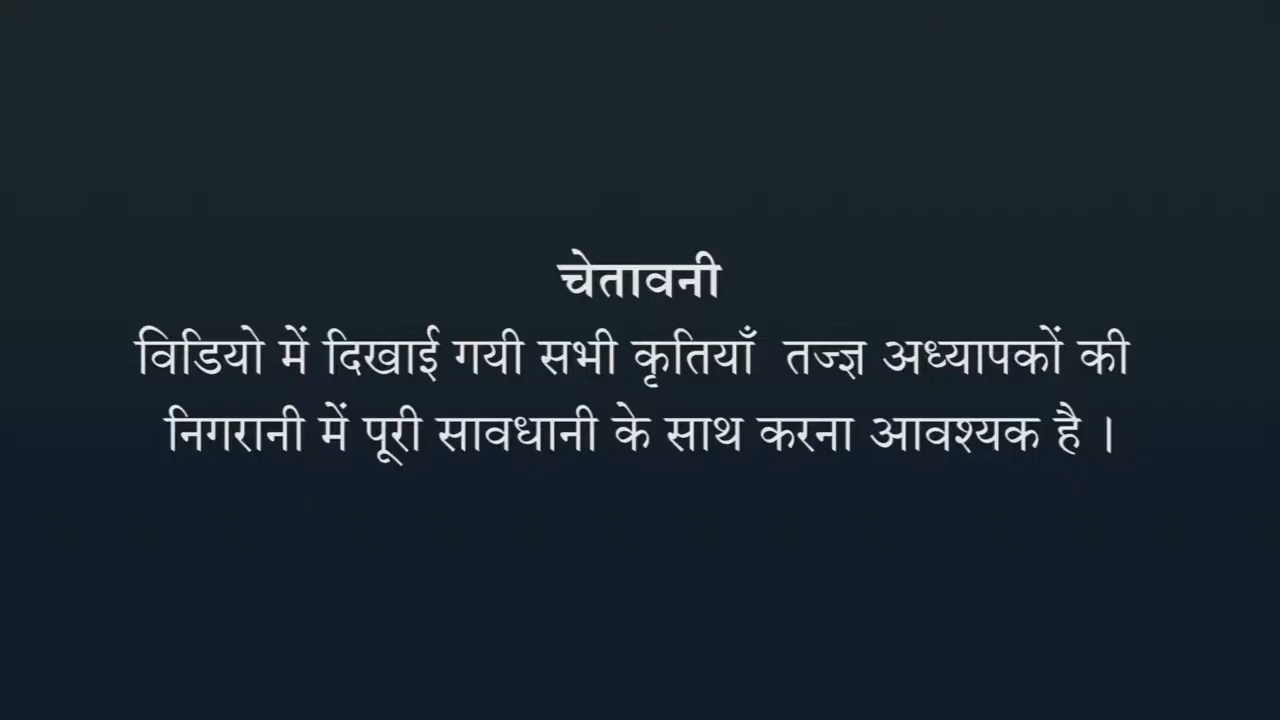 चेतावनी
विडियो में दिखाई गयी सभी कृतियाँ तज्ज्ञ अध्यापकों की
निगरानी में पूरी सावधानी के साथ करना आवश्यक है ।